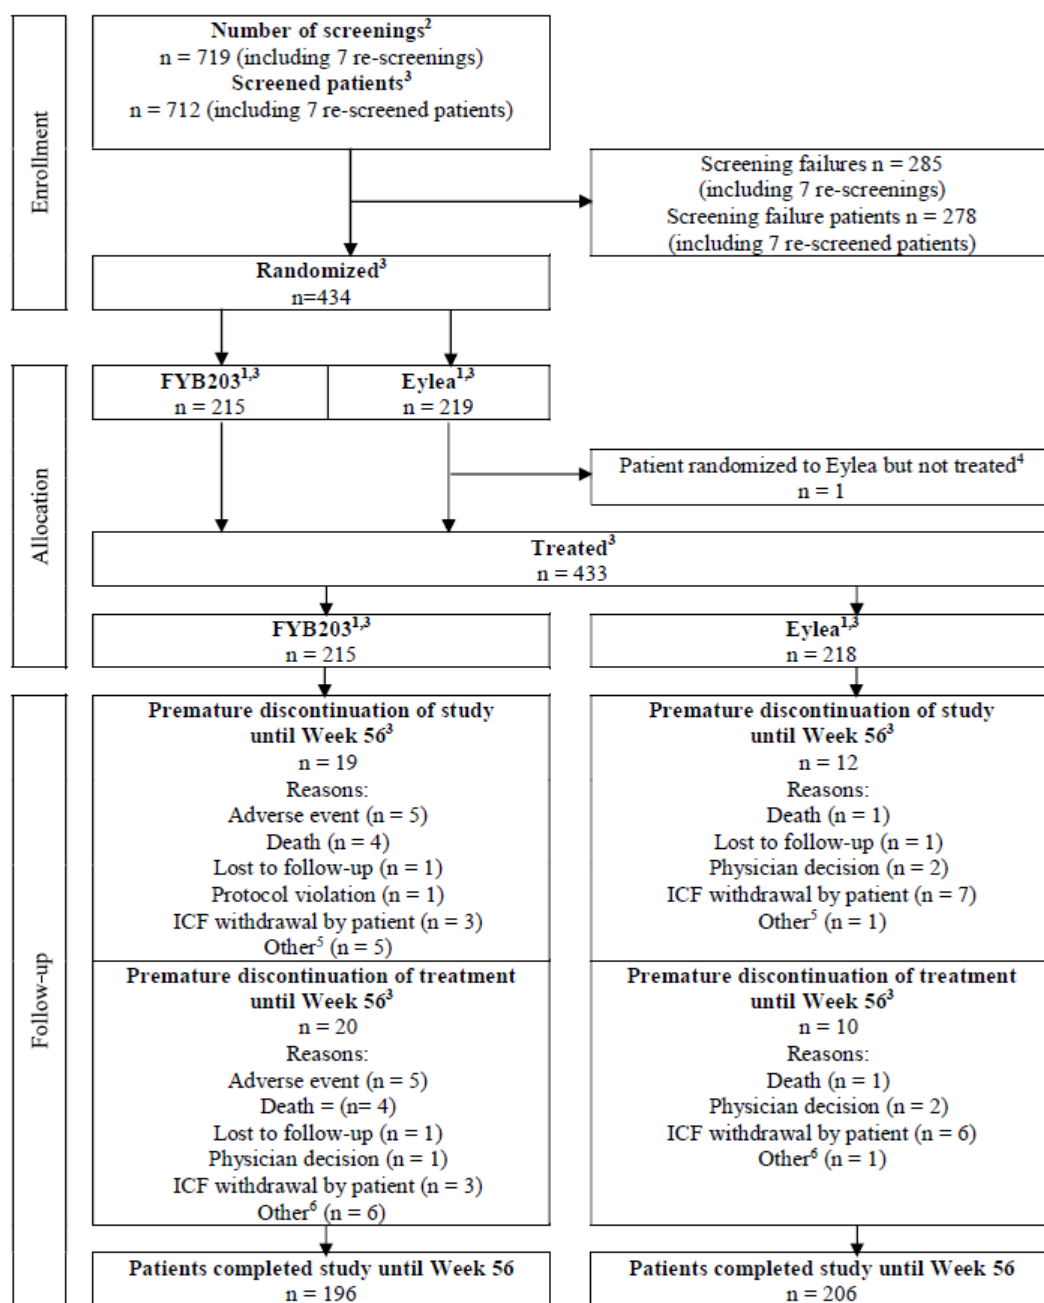 Enrollment
Number of screenings²
n = 719 (including 7 re-screenings)
Screened patients³
n = 712 (including 7 re-screened patients)
Screening failures n = 285
(including 7 re-screenings)
Screening failure patients n = 278
(including 7 re-screened patients)
Randomized³
n=434
Allocation
FYB203¹,³
n = 215
Eylea¹,³
n = 219
Patient randomized to Eylea but not treated⁴
n = 1
Treated³
n = 433
FYB203¹,³
n = 215
Eylea¹,³
n = 218
Follow-up
Premature discontinuation of study
until Week 56³
n = 19
Reasons:
Adverse event (n = 5)
Death (n = 4)
Lost to follow-up (n = 1)
Protocol violation (n = 1)
ICF withdrawal by patient (n = 3)
Other⁵ (n = 5)
Premature discontinuation of study
until Week 56³
n = 12
Reasons:
Death (n = 1)
Lost to follow-up (n = 1)
Physician decision (n = 2)
ICF withdrawal by patient (n = 7)
Other⁵ (n = 1)
Premature discontinuation of treatment
until Week 56³
n = 20
Reasons:
Adverse event (n = 5)
Death = (n= 4)
Lost to follow-up (n = 1)
Physician decision (n = 1)
ICF withdrawal by patient (n = 3)
Other⁶ (n = 6)
Premature discontinuation of treatment
until Week 56³
n = 10
Reasons:
Death (n = 1)
Physician decision (n = 2)
ICF withdrawal by patient (n = 6)
Other⁶ (n = 1)
Patients completed study until Week 56
n = 196
Patients completed study until Week 56
n = 206